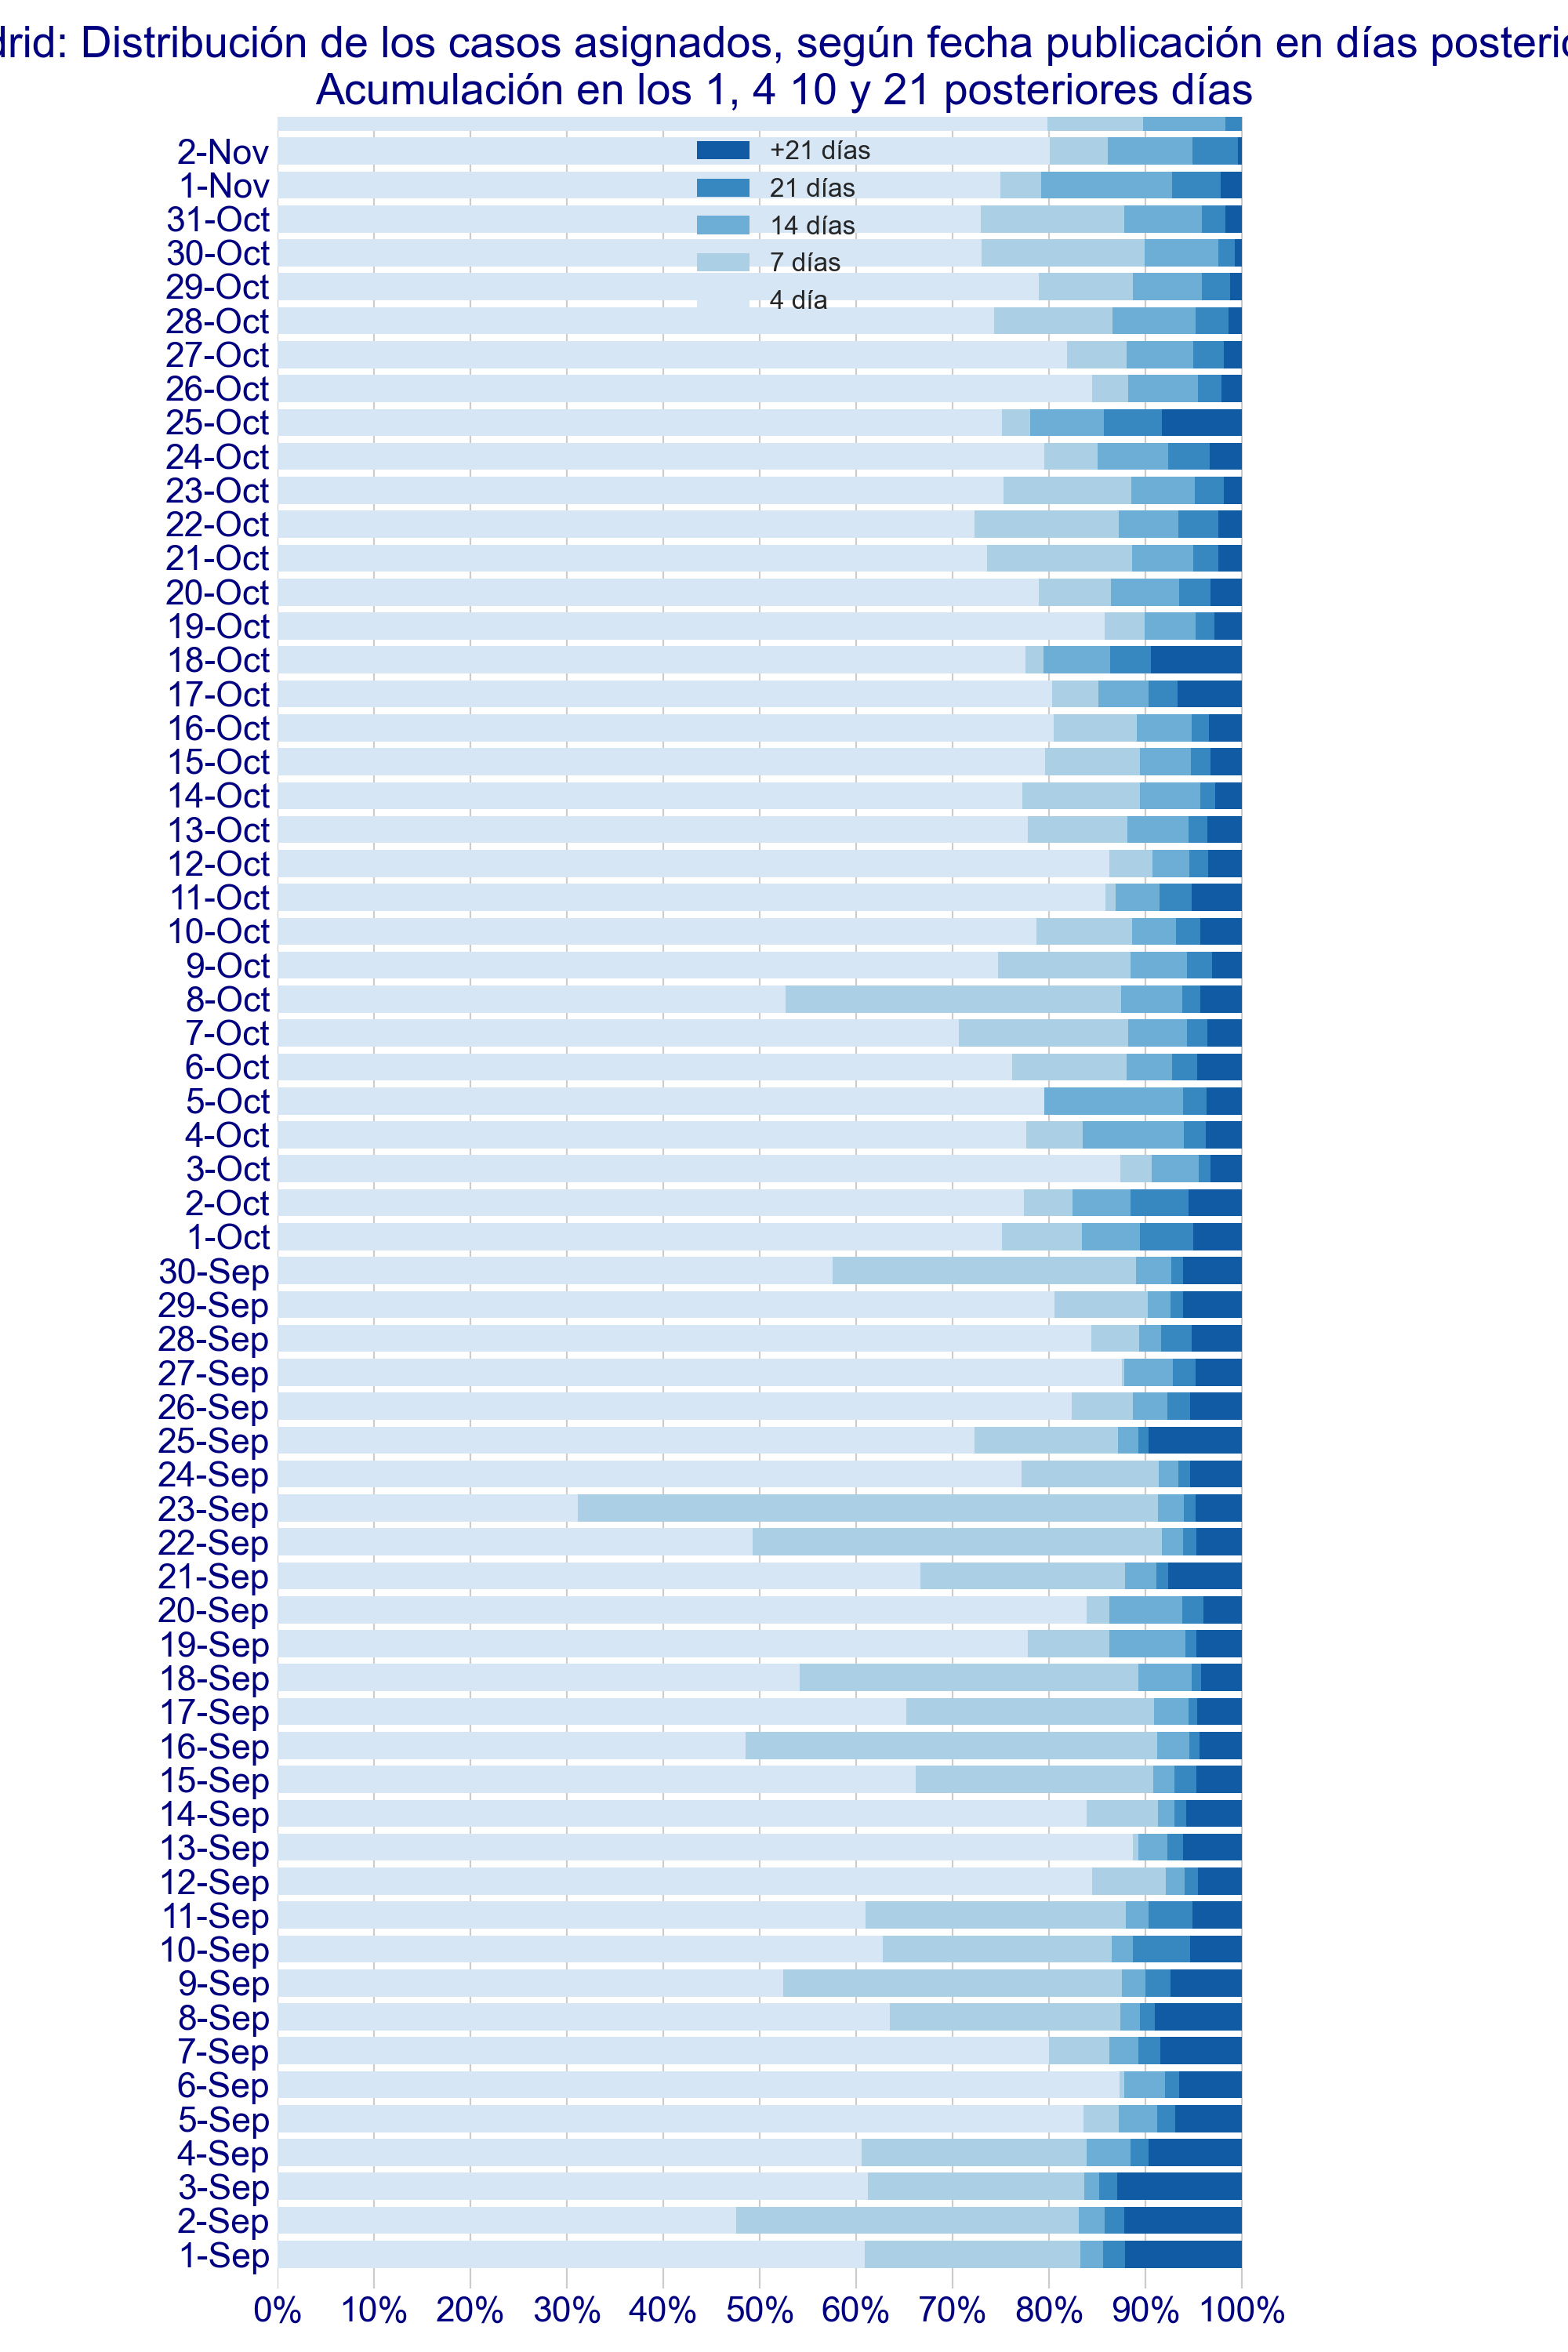 drid: Distribución de los casos asignados, según fecha publicación en días posterio
Acumulación en los 1, 4 10 y 21 posteriores días
+21 días
21 días
14 días
7 días
4 día
2-Nov
1-Nov
31-Oct
30-Oct
29-Oct
28-Oct
27-Oct
26-Oct
25-Oct
24-Oct
23-Oct
22-Oct
21-Oct
20-Oct
19-Oct
18-Oct
17-Oct
16-Oct
15-Oct
14-Oct
13-Oct
12-Oct
11-Oct
10-Oct
9-Oct
8-Oct
7-Oct
6-Oct
5-Oct
4-Oct
3-Oct
2-Oct
1-Oct
30-Sep
29-Sep
28-Sep
27-Sep
26-Sep
25-Sep
24-Sep
23-Sep
22-Sep
21-Sep
20-Sep
19-Sep
18-Sep
17-Sep
16-Sep
15-Sep
14-Sep
13-Sep
12-Sep
11-Sep
10-Sep
9-Sep
8-Sep
7-Sep
6-Sep
5-Sep
4-Sep
3-Sep
2-Sep
1-Sep
0% 10% 20% 30% 40% 50% 60% 70% 80% 90% 100%